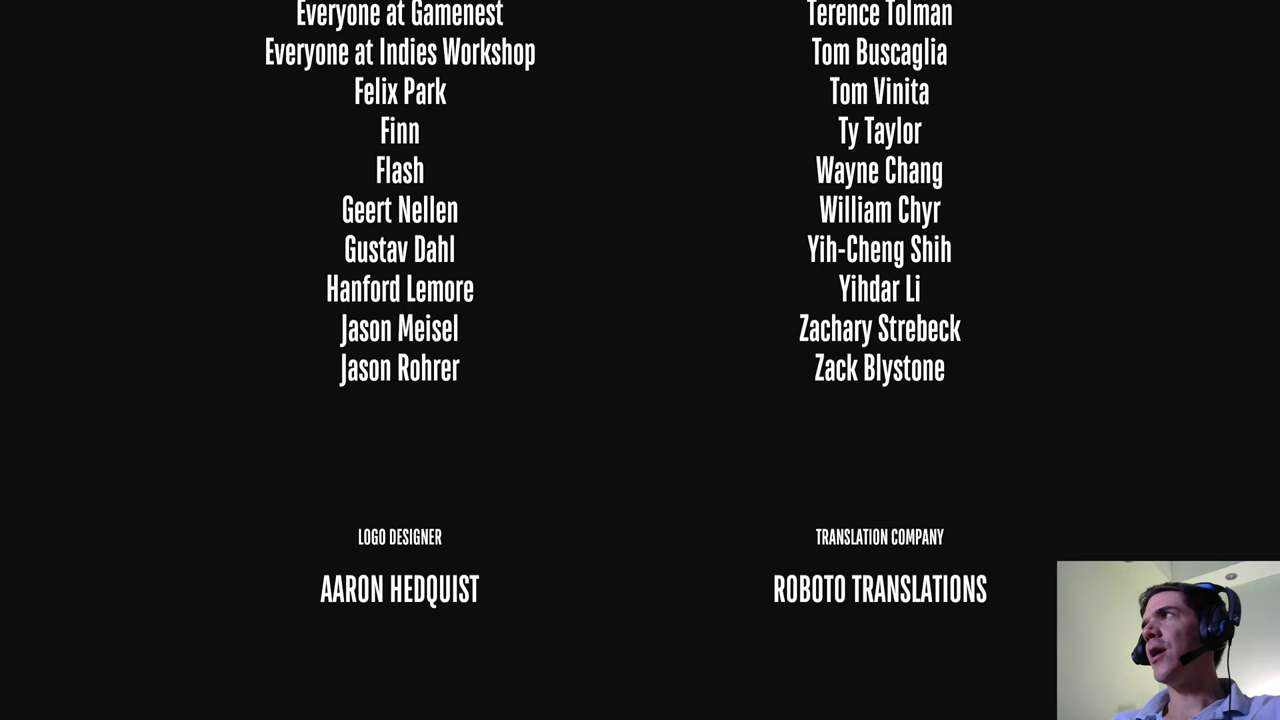 Everyone at Gamenest
Everyone at Indies Workshop
Felix Park
Finn
Flash
Geert Nellen
Gustav Dahl
Hanford Lemore
Jason Meisel
Jason Rohrer
Terence Tolman
Tom Buscaglia
Tom Vinita
Ty Taylor
Wayne Chang
William Chyr
Yih-Cheng Shih
Yihdar Li
Zachary Strebeck
Zack Blystone
LOGO DESIGNER
AARON HEDQUIST
TRANSLATION COMPANY
ROBOTO TRANSLATIONS